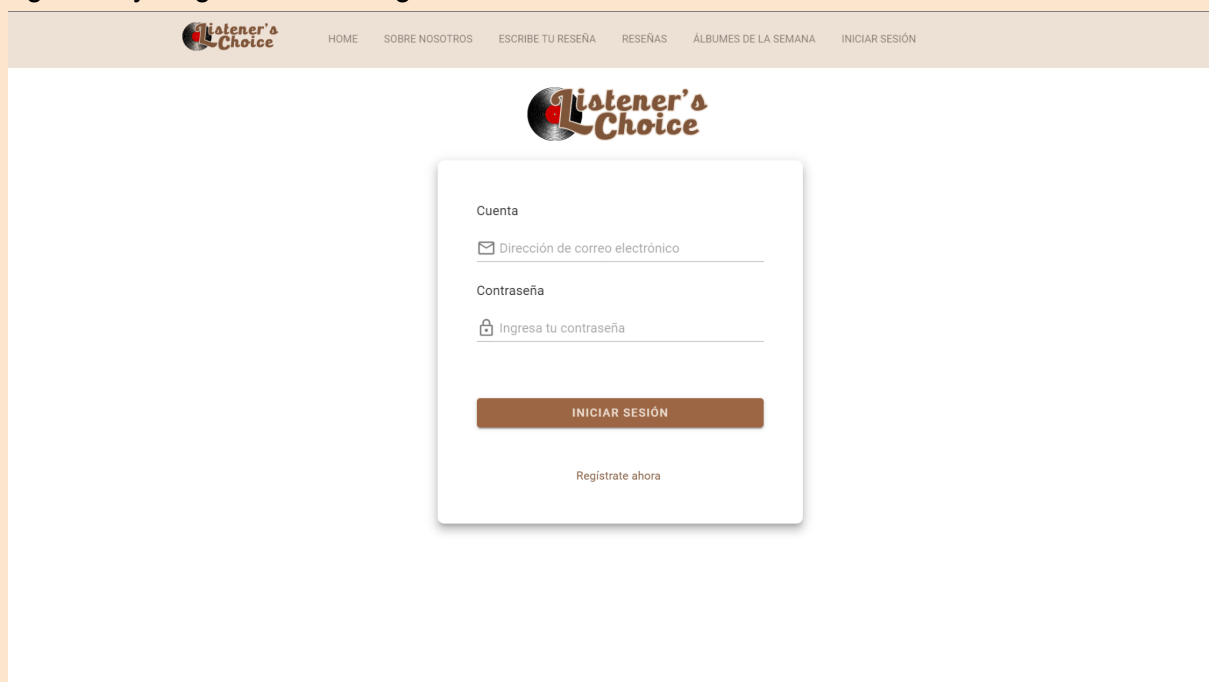 Listener's Choice HOME SOBRE NOSOTROS ESCRIBE TU RESEÑA RESEÑAS ÁLBUMES DE LA SEMANA INICIAR SESIÓN
Listener's
Choice
Cuenta
Dirección de correo electrónico
Contraseña
Ingresa tu contraseña
INICIAR SESIÓN
Regístrate ahora